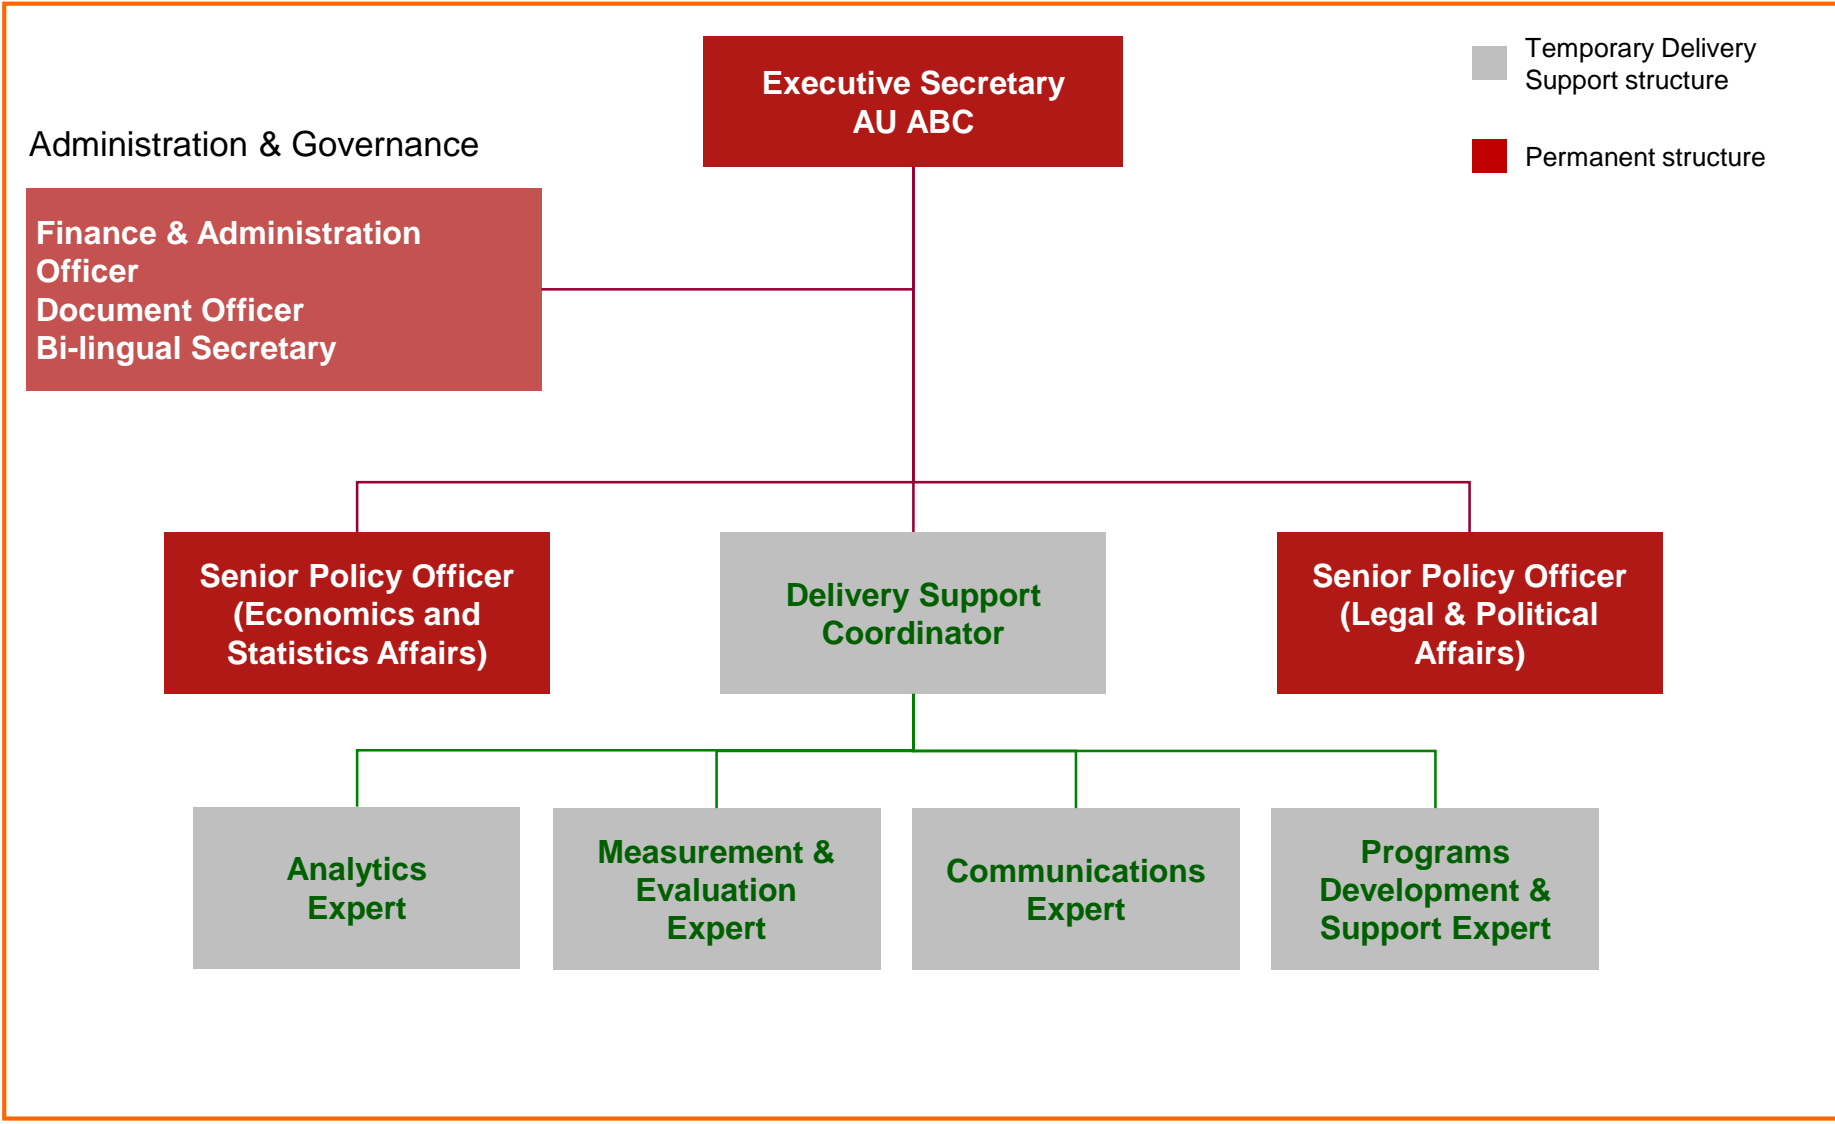 Executive Secretary
AU ABC
Temporary Delivery
Support structure
Permanent structure
Administration & Governance
Finance & Administration
Officer
Document Officer
Bi-lingual Secretary
Senior Policy Officer
(Economics and
Statistics Affairs)
Delivery Support
Coordinator
Senior Policy Officer
(Legal & Political
Affairs)
Analytics
Expert
Measurement &
Evaluation
Expert
Communications
Expert
Programs
Development &
Support Expert